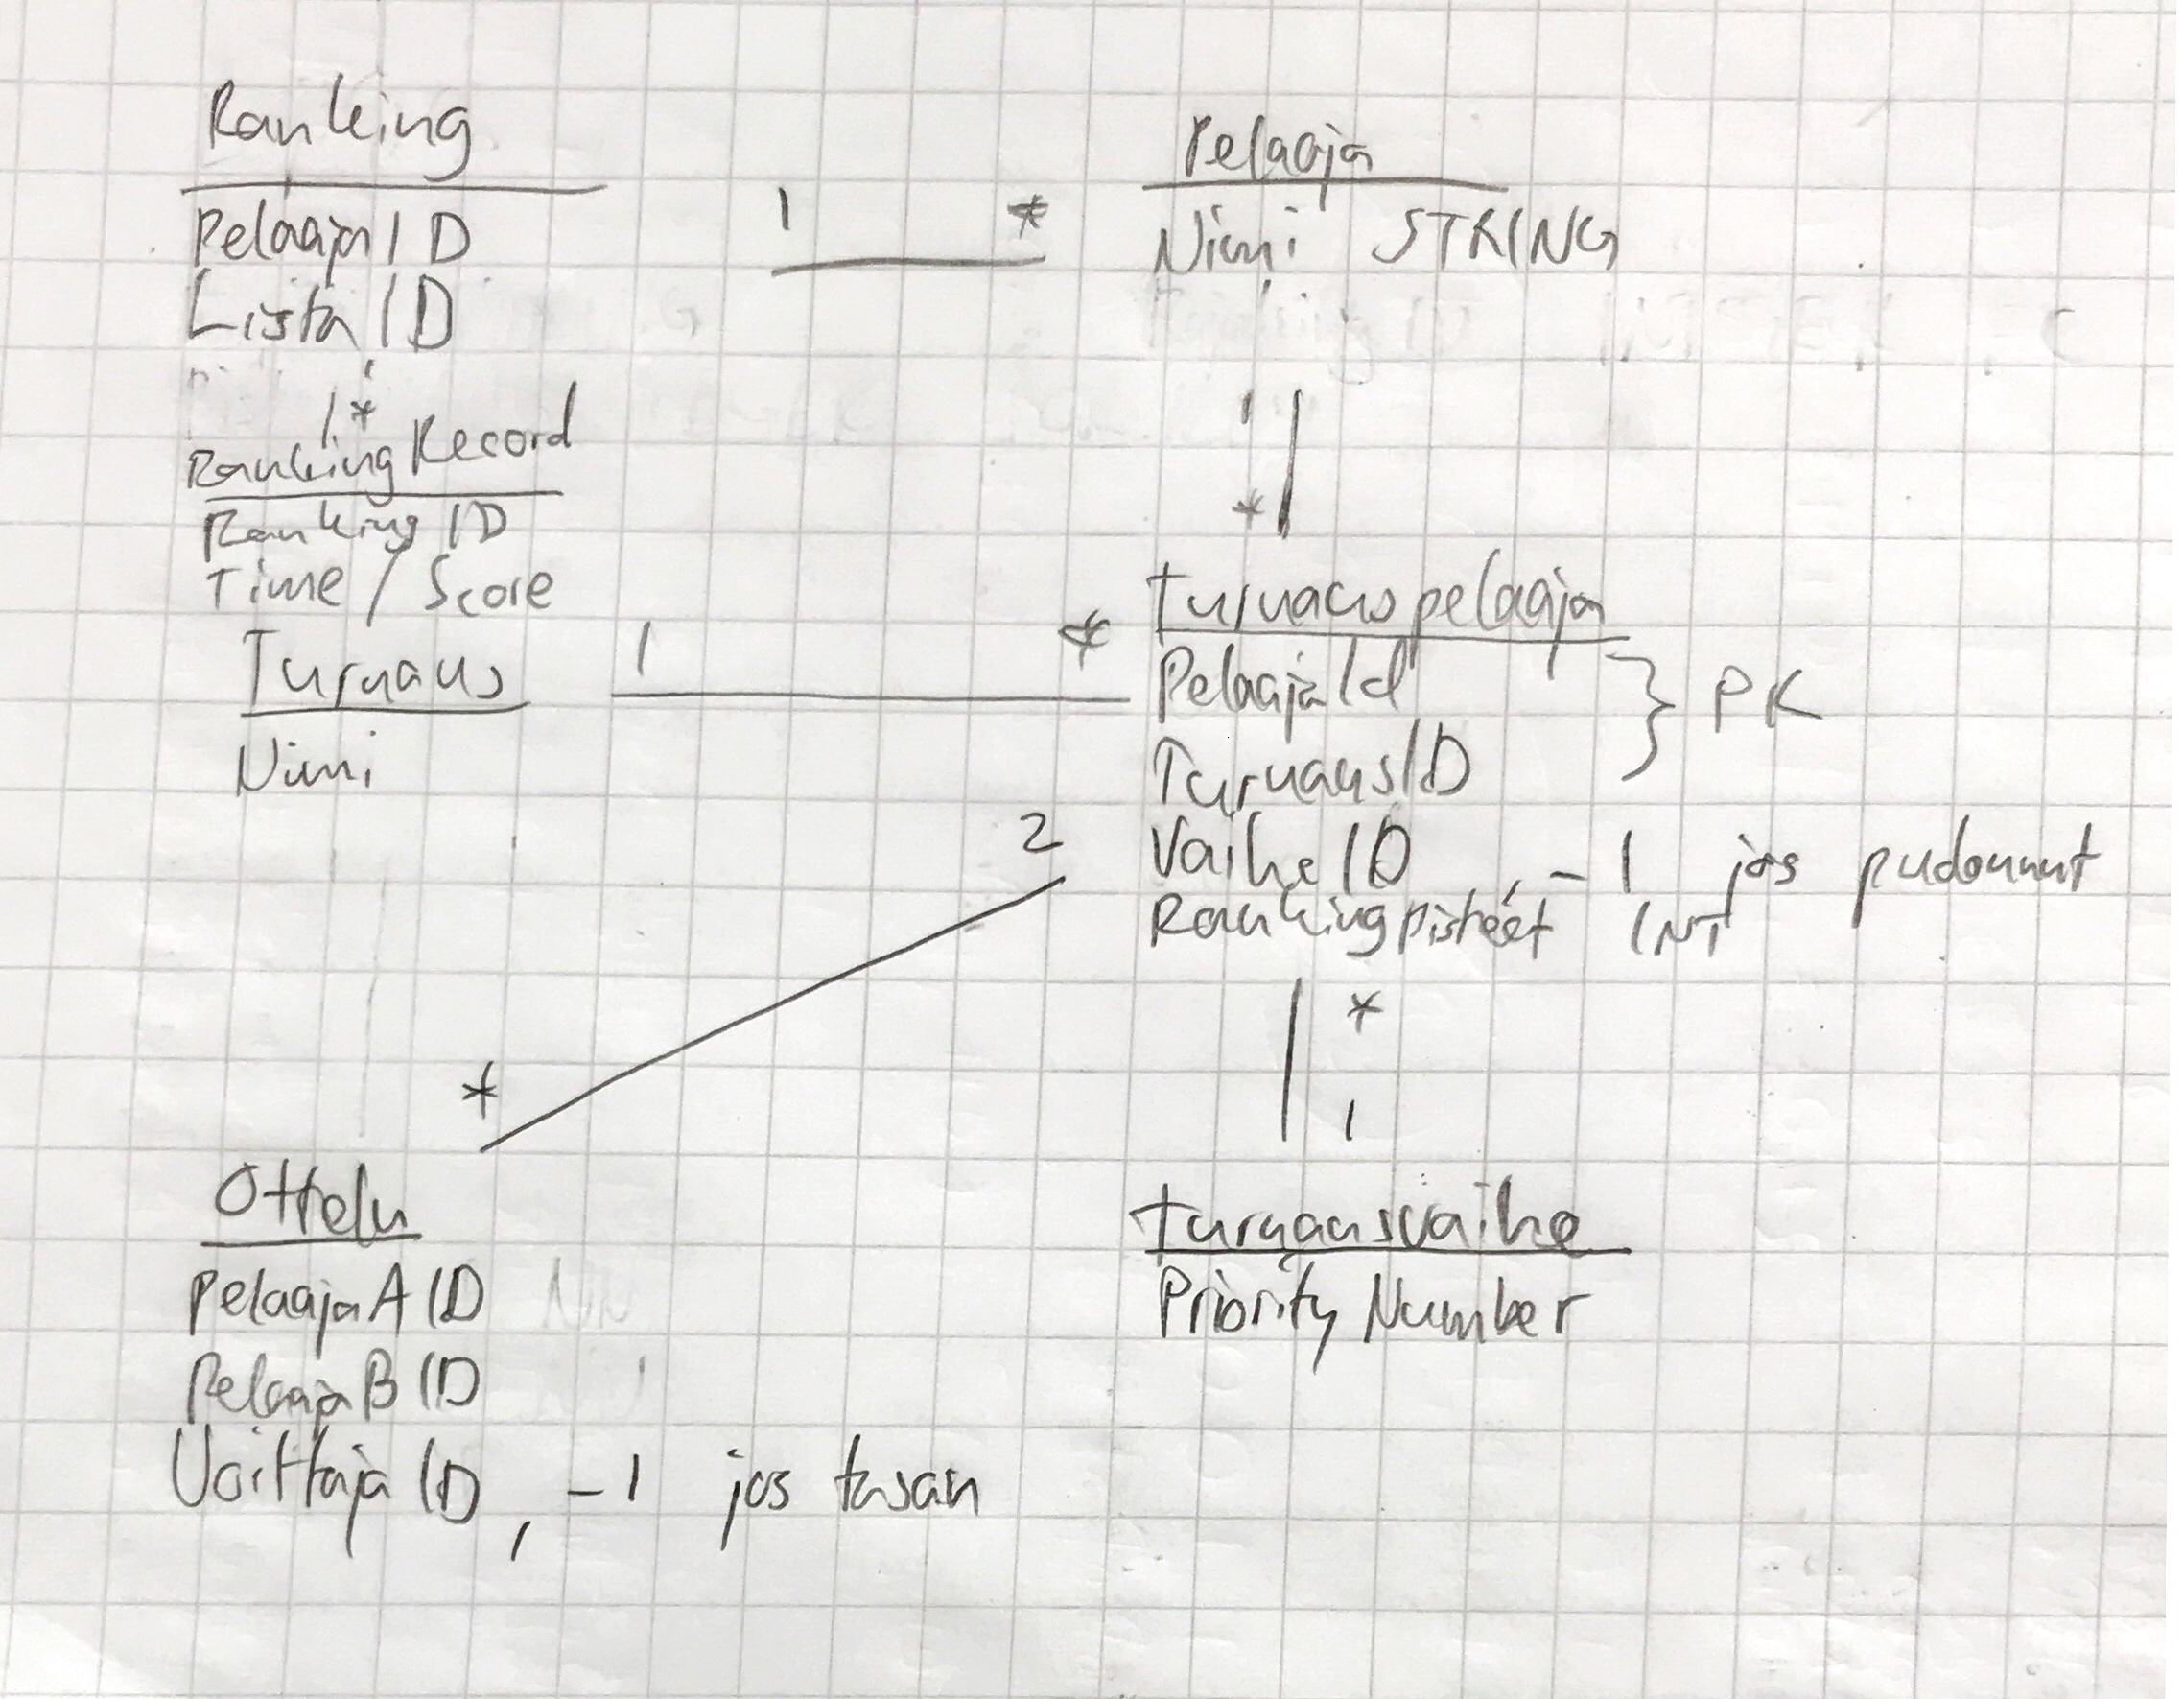 Ranking
PelaajaID
ListaID
1 *
RankingRecord
RankingID
Time / Score
1 *
Pelaaja
Nimi STRING
1
*
Turnaus
Nimi
1 *
turnauspelaaja
PelaajaId
TurnausID
} PK
VaiheID, -1 jos pudonnut
Rankingpisteet INT
2
*
*
1
Ottelu
PelaajaA ID
PelaajaB ID
VoittajaID, -1 jos tasan
turnausvaihe
Priority Number